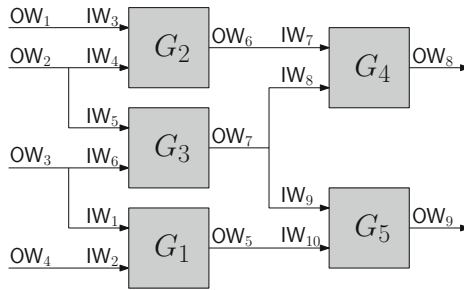 OW₁ IW₃
G₂
OW₆ IW₇
G₄
OW₈
OW₂ IW₄
IW₈
IW₅
G₃
OW₇
OW₃ IW₆
IW₉
G₅
OW₉
IW₁
G₁
OW₅ IW₁₀
OW₄ IW₂